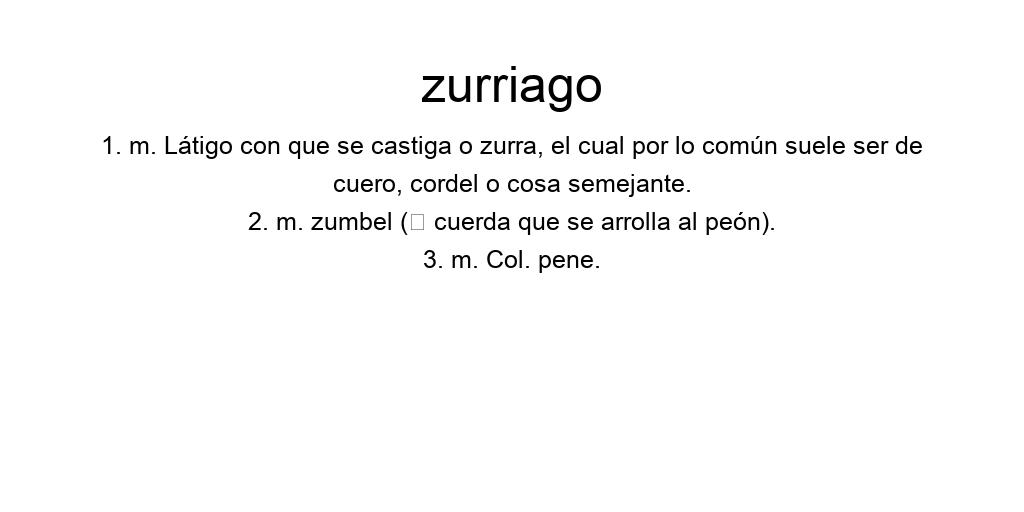 zurriago
1. m. Látigo con que se castiga o zurra, el cual por lo común suele ser de
cuero, cordel o cosa semejante.
2. m. zumbel (□ cuerda que se arrolla al peón).
3. m. Col. pene.